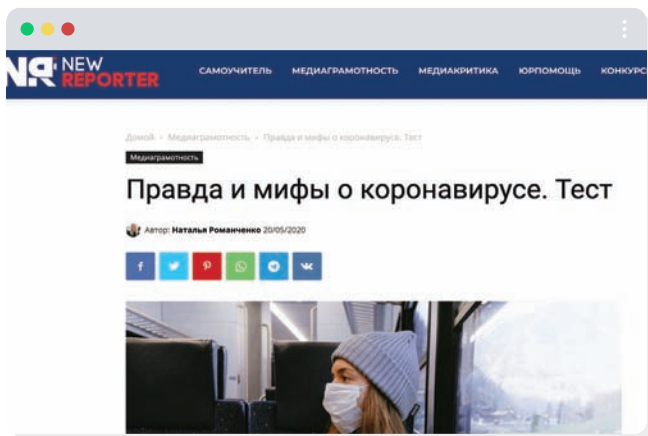 NR NEW
REPORTER
САМОУЧИТЕЛЬ МЕДИАГРАМОТНОСТЬ МЕДИАКРИТИКА ЮРПОМОЩЬ КОНКУРС
Домой › Медиаграмотность › Правда и мифы о коронавирусе. Тест
Медиаграмотность
Правда и мифы о коронавирусе. Тест
Автор: Наталья Романченко 20/05/2020